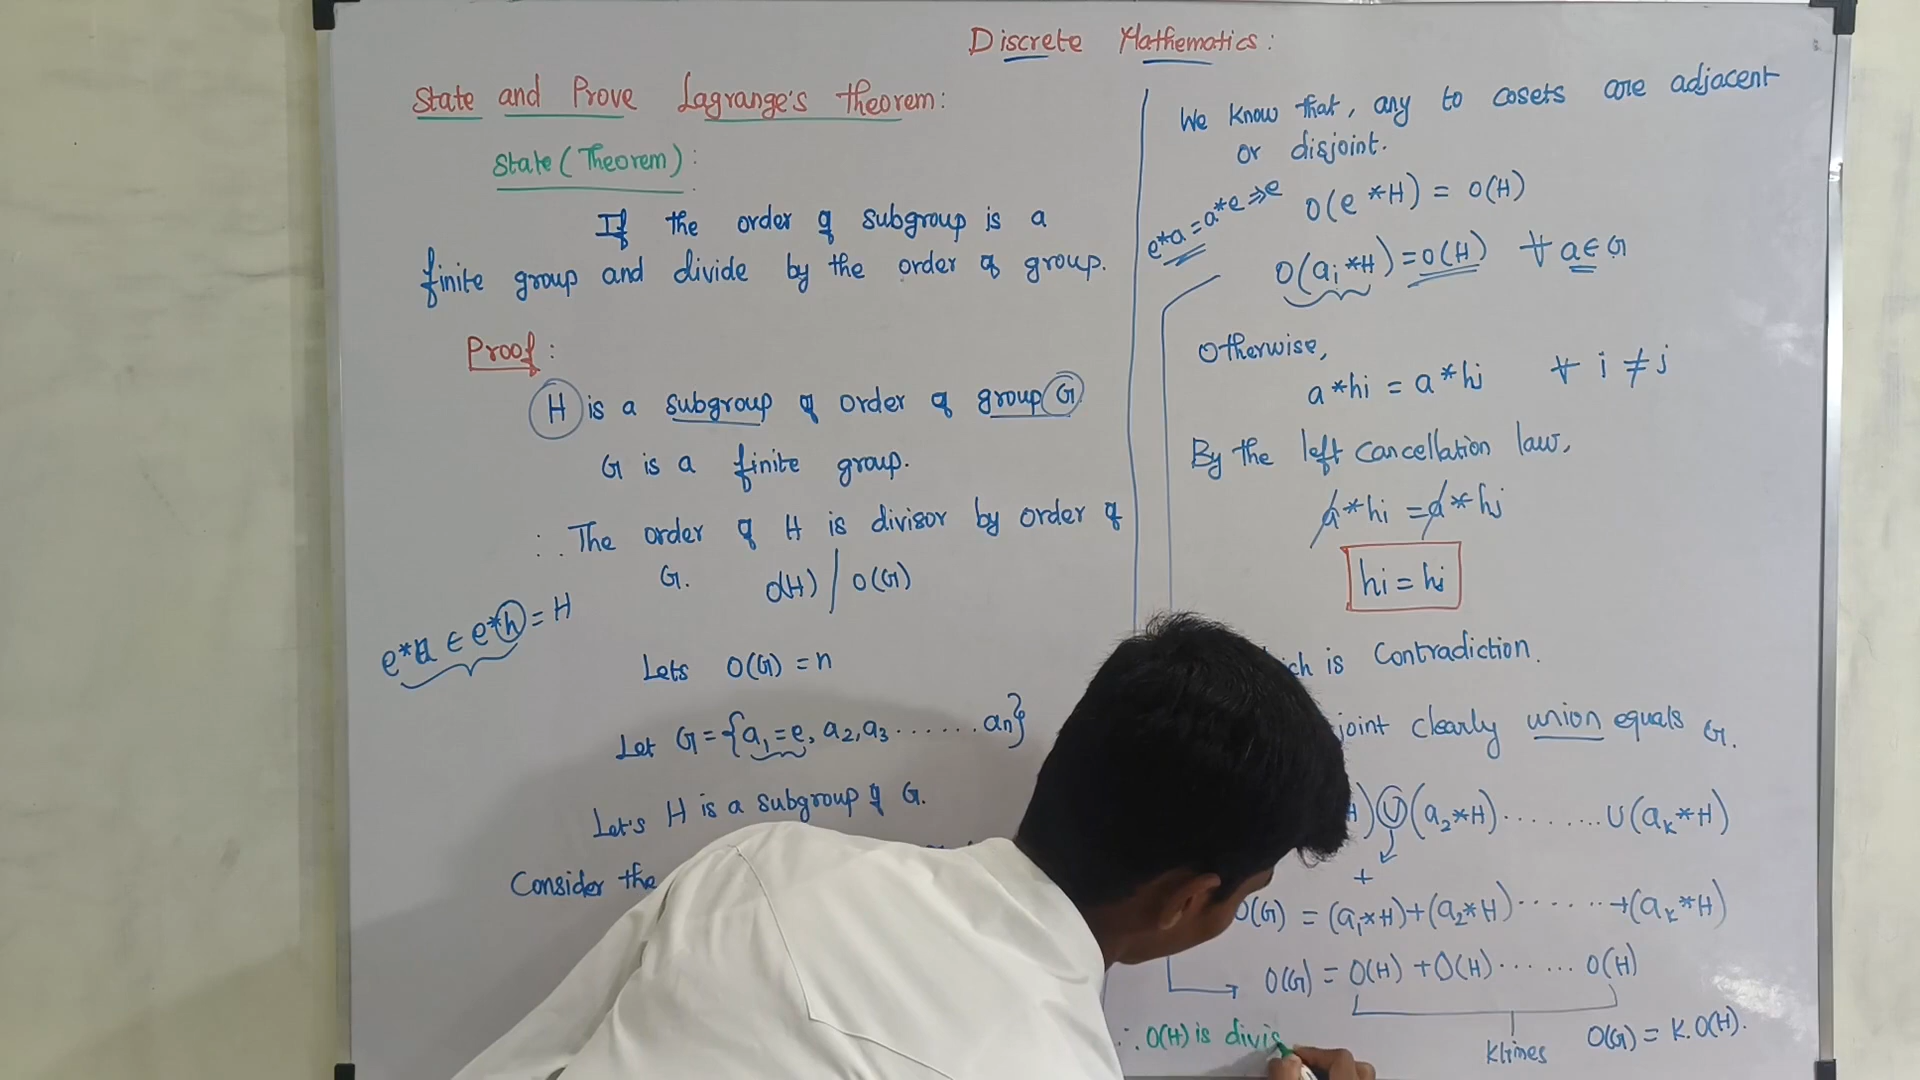 Discrete Mathematics:
State and Prove Lagrange's theorem:
State (Theorem):
If the order of subgroup is a
finite group and divide by the order of group.
Proof:
H is a subgroup of order of group G
G is a finite group.
∴ The order of H is divisor by order of
G. O(H) / O(G)
e*a ∈ e*h = H
Lets O(G) = n
Let G = {a₁=e, a₂, a₃ ....... an}
Let's H is a subgroup of G.
Consider the
We know that, any to cosets are adjacent
or disjoint.
e*a = a*e ⇒ e
O(e*H) = O(H)
O(aᵢ*H) = O(H) ∀ a∈G
Otherwise,
a*hi = a*hj ∀ i ≠ j
By the left cancellation law,
a*hi = a*hj
hi = hj
ch is Contradiction.
joint clearly union equals G.
H) U (a₂*H) ........ U (aₖ*H)
+
O(G) = (a₁*H) + (a₂*H) ...... + (aₖ*H)
O(G) = O(H) + O(H) ...... O(H)
K times O(G) = K.O(H).
∴ O(H) is divis